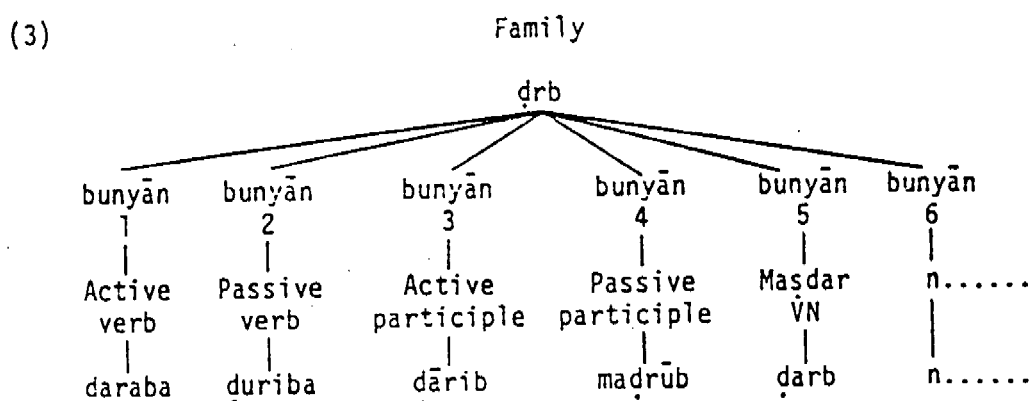 (3) Family
ḍrb
bunyān bunyān bunyān bunyān bunyān bunyān
1 2 3 4 5 6
Active Passive Active Passive Maṣdar n......
verb verb participle participle VN
ḍaraba ḍuriba ḍārib maḍrūb ḍarb n......